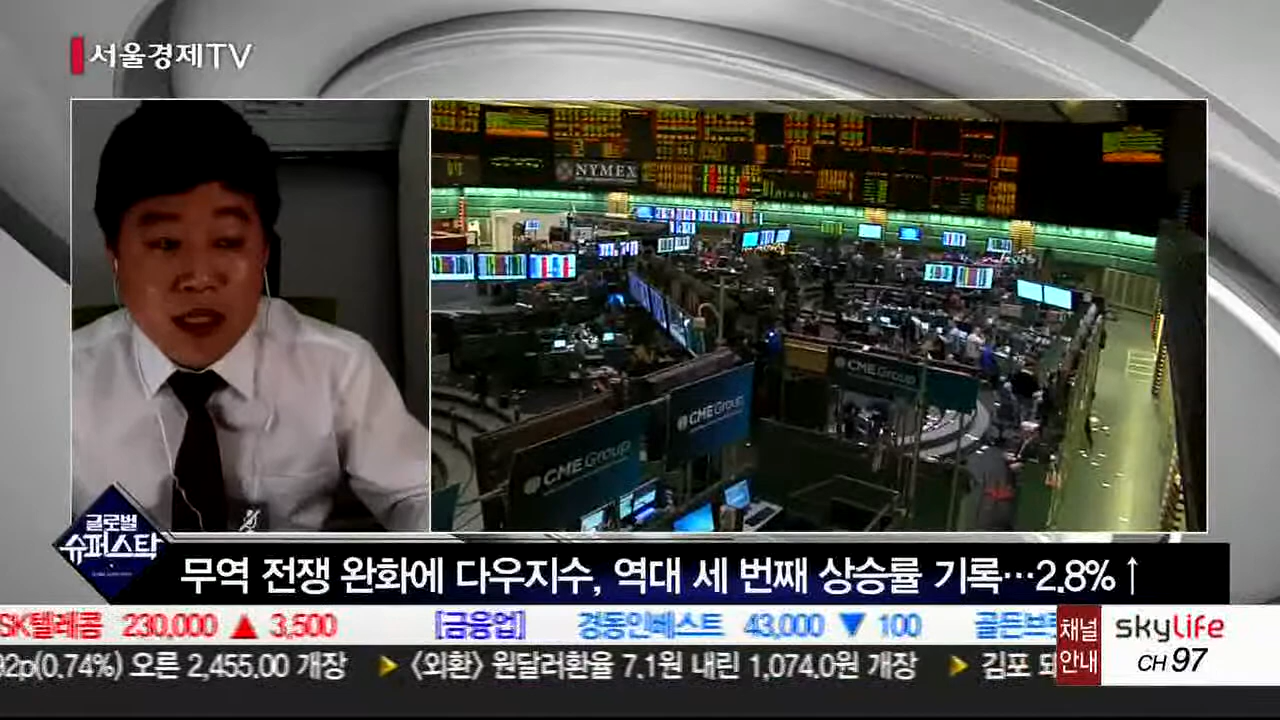 서울경제TV
NYMEX
CME Group
CME Group
CME Group
글로벌
슈퍼스탁
무역 전쟁 완화에 다우지수, 역대 세 번째 상승률 기록…2.8%↑
SK텔레콤 230,000 ▲ 3,500 [금융업] 경동인베스트 43,000 ▼ 100 골든브
92p(0.74%) 오른 2,455.00 개장 ▶ 〈외환〉 원달러환율 7.1원 내린 1,074.0원 개장 ▶ 김포
채널
안내
skylife
CH 97